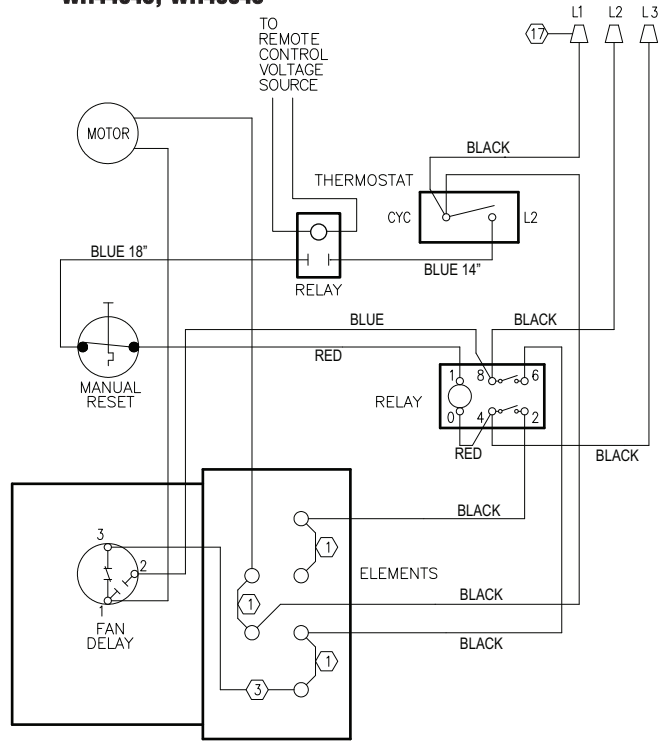 TO
REMOTE
CONTROL
VOLTAGE
SOURCE
L1 L2 L3
17
MOTOR
BLACK
THERMOSTAT
CYC L2
BLUE 18"
BLUE 14"
RELAY
BLUE BLACK
RED
MANUAL
RESET
1 8 6
RELAY
0 4 2
RED
BLACK
BLACK
3
1
2
ELEMENTS
1
BLACK
1
FAN
DELAY
BLACK
1
3